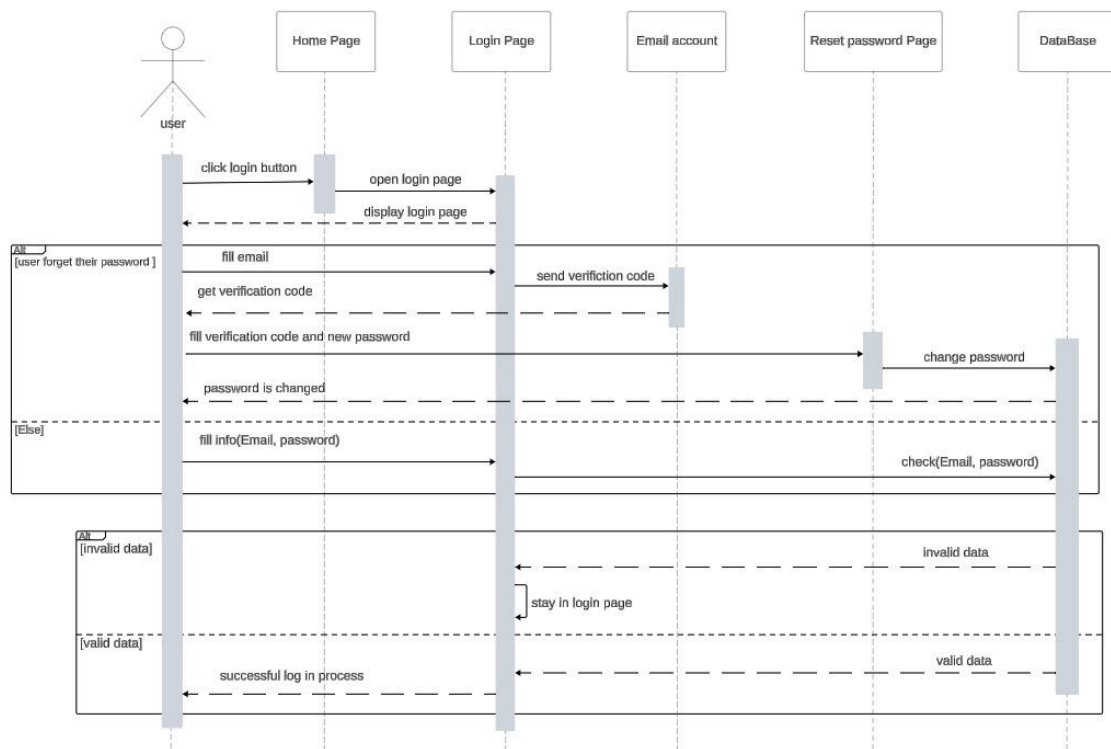 Home Page
Login Page
Email account
Reset password Page
DataBase
user
click login button
open login page
display login page
Alt
[user forget their password ]
fill email
send verifiction code
get verification code
fill verification code and new password
change password
password is changed
[Else]
fill info(Email, password)
check(Email, password)
Alt
[invalid data]
invalid data
stay in login page
[valid data]
valid data
successful log in process